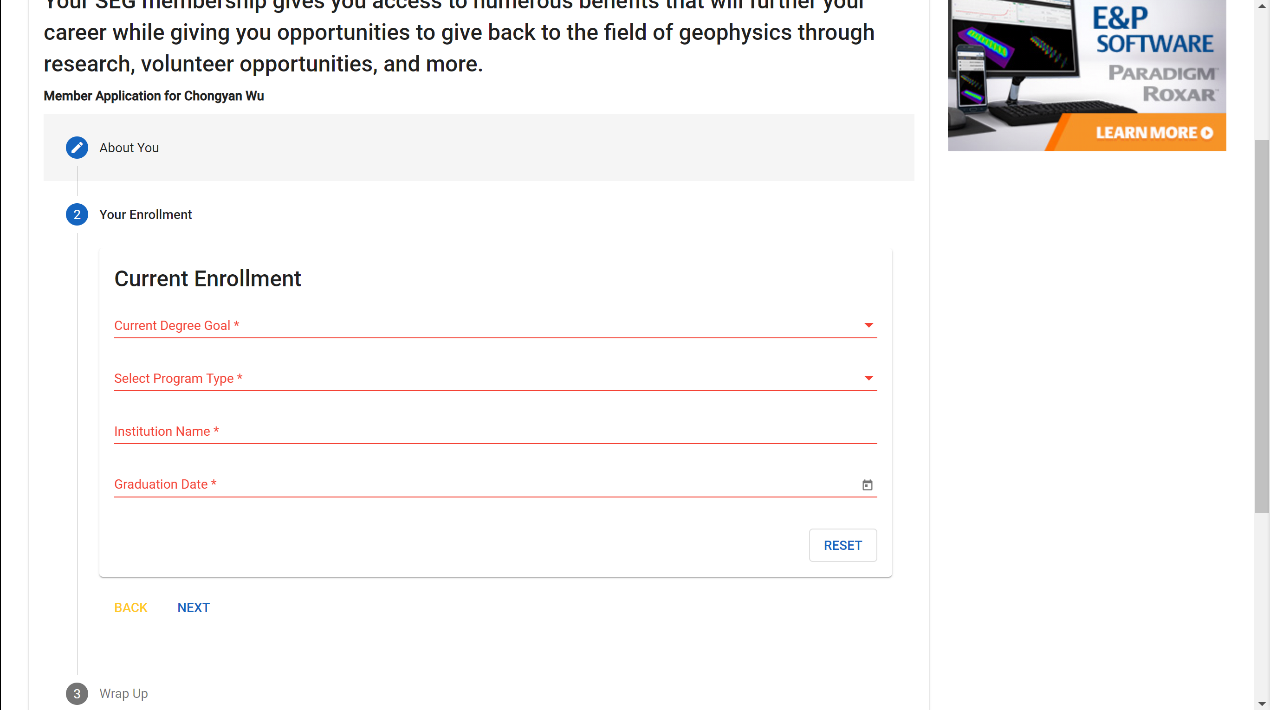 Your SEG membership gives you access to numerous benefits that will further your
career while giving you opportunities to give back to the field of geophysics through
research, volunteer opportunities, and more.
Member Application for Chongyan Wu
About You
2 Your Enrollment
Current Enrollment
Current Degree Goal *
Select Program Type *
Institution Name *
Graduation Date *
RESET
BACK NEXT
3 Wrap Up
E&P
SOFTWARE
PARADIGM™
ROXAR™
LEARN MORE